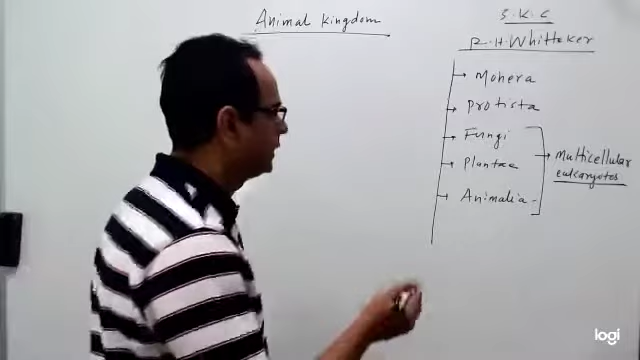 Animal kingdom
5.K.C
R.H.Whittaker
Monera
Protista
Fungi
Plantae
Animalia
Multicellular
eukaryotes
logi